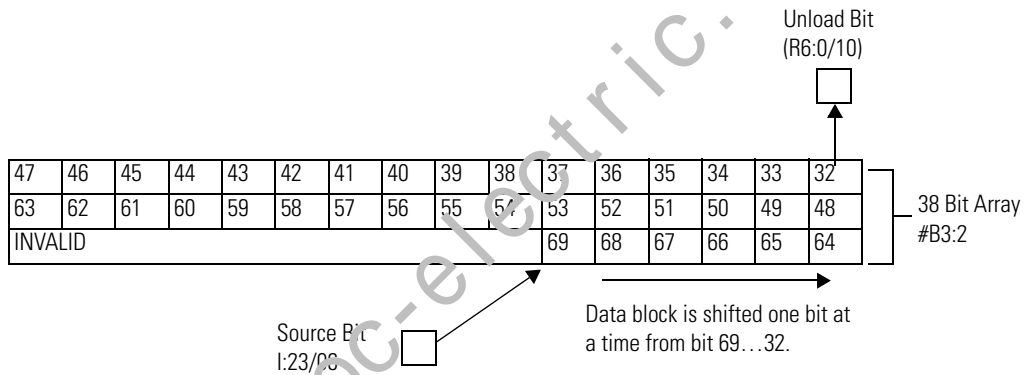 Unload Bit
(R6:0/10)
47 46 45 44 43 42 41 40 39 38 37 36 35 34 33 32
63 62 61 60 59 58 57 56 55 54 53 52 51 50 49 48
INVALID 69 68 67 66 65 64
38 Bit Array
#B3:2
Data block is shifted one bit at
a time from bit 69…32.
Source Bit
I:23/06
c-electric.